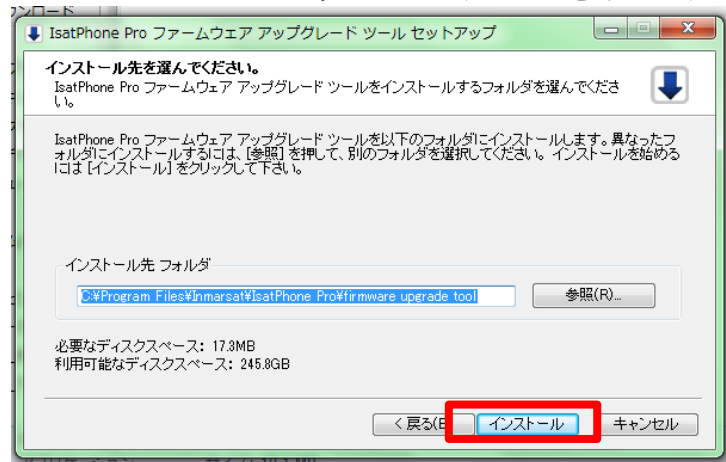 IsatPhone Pro ファームウエア アップグレード ツール セットアップ
インストール先を選んでください。
IsatPhone Pro ファームウェア アップグレード ツールをインストールするフォルダを選んでくださ
い。
IsatPhone Pro ファームウェア アップグレード ツールを以下のフォルダにインストールします。異なったフ
ォルダにインストールするには、[参照] を押して、別のフォルダを選択してください。 インストールを始める
には [インストール] をクリックして下さい。
インストール先 フォルダ
C:¥Program Files¥Inmarsat¥IsatPhone Pro¥firmware upgrade tool
参照(R)...
必要なディスクスペース: 17.3MB
利用可能なディスクスペース: 245.8GB
< 戻る(
インストール
キャンセル